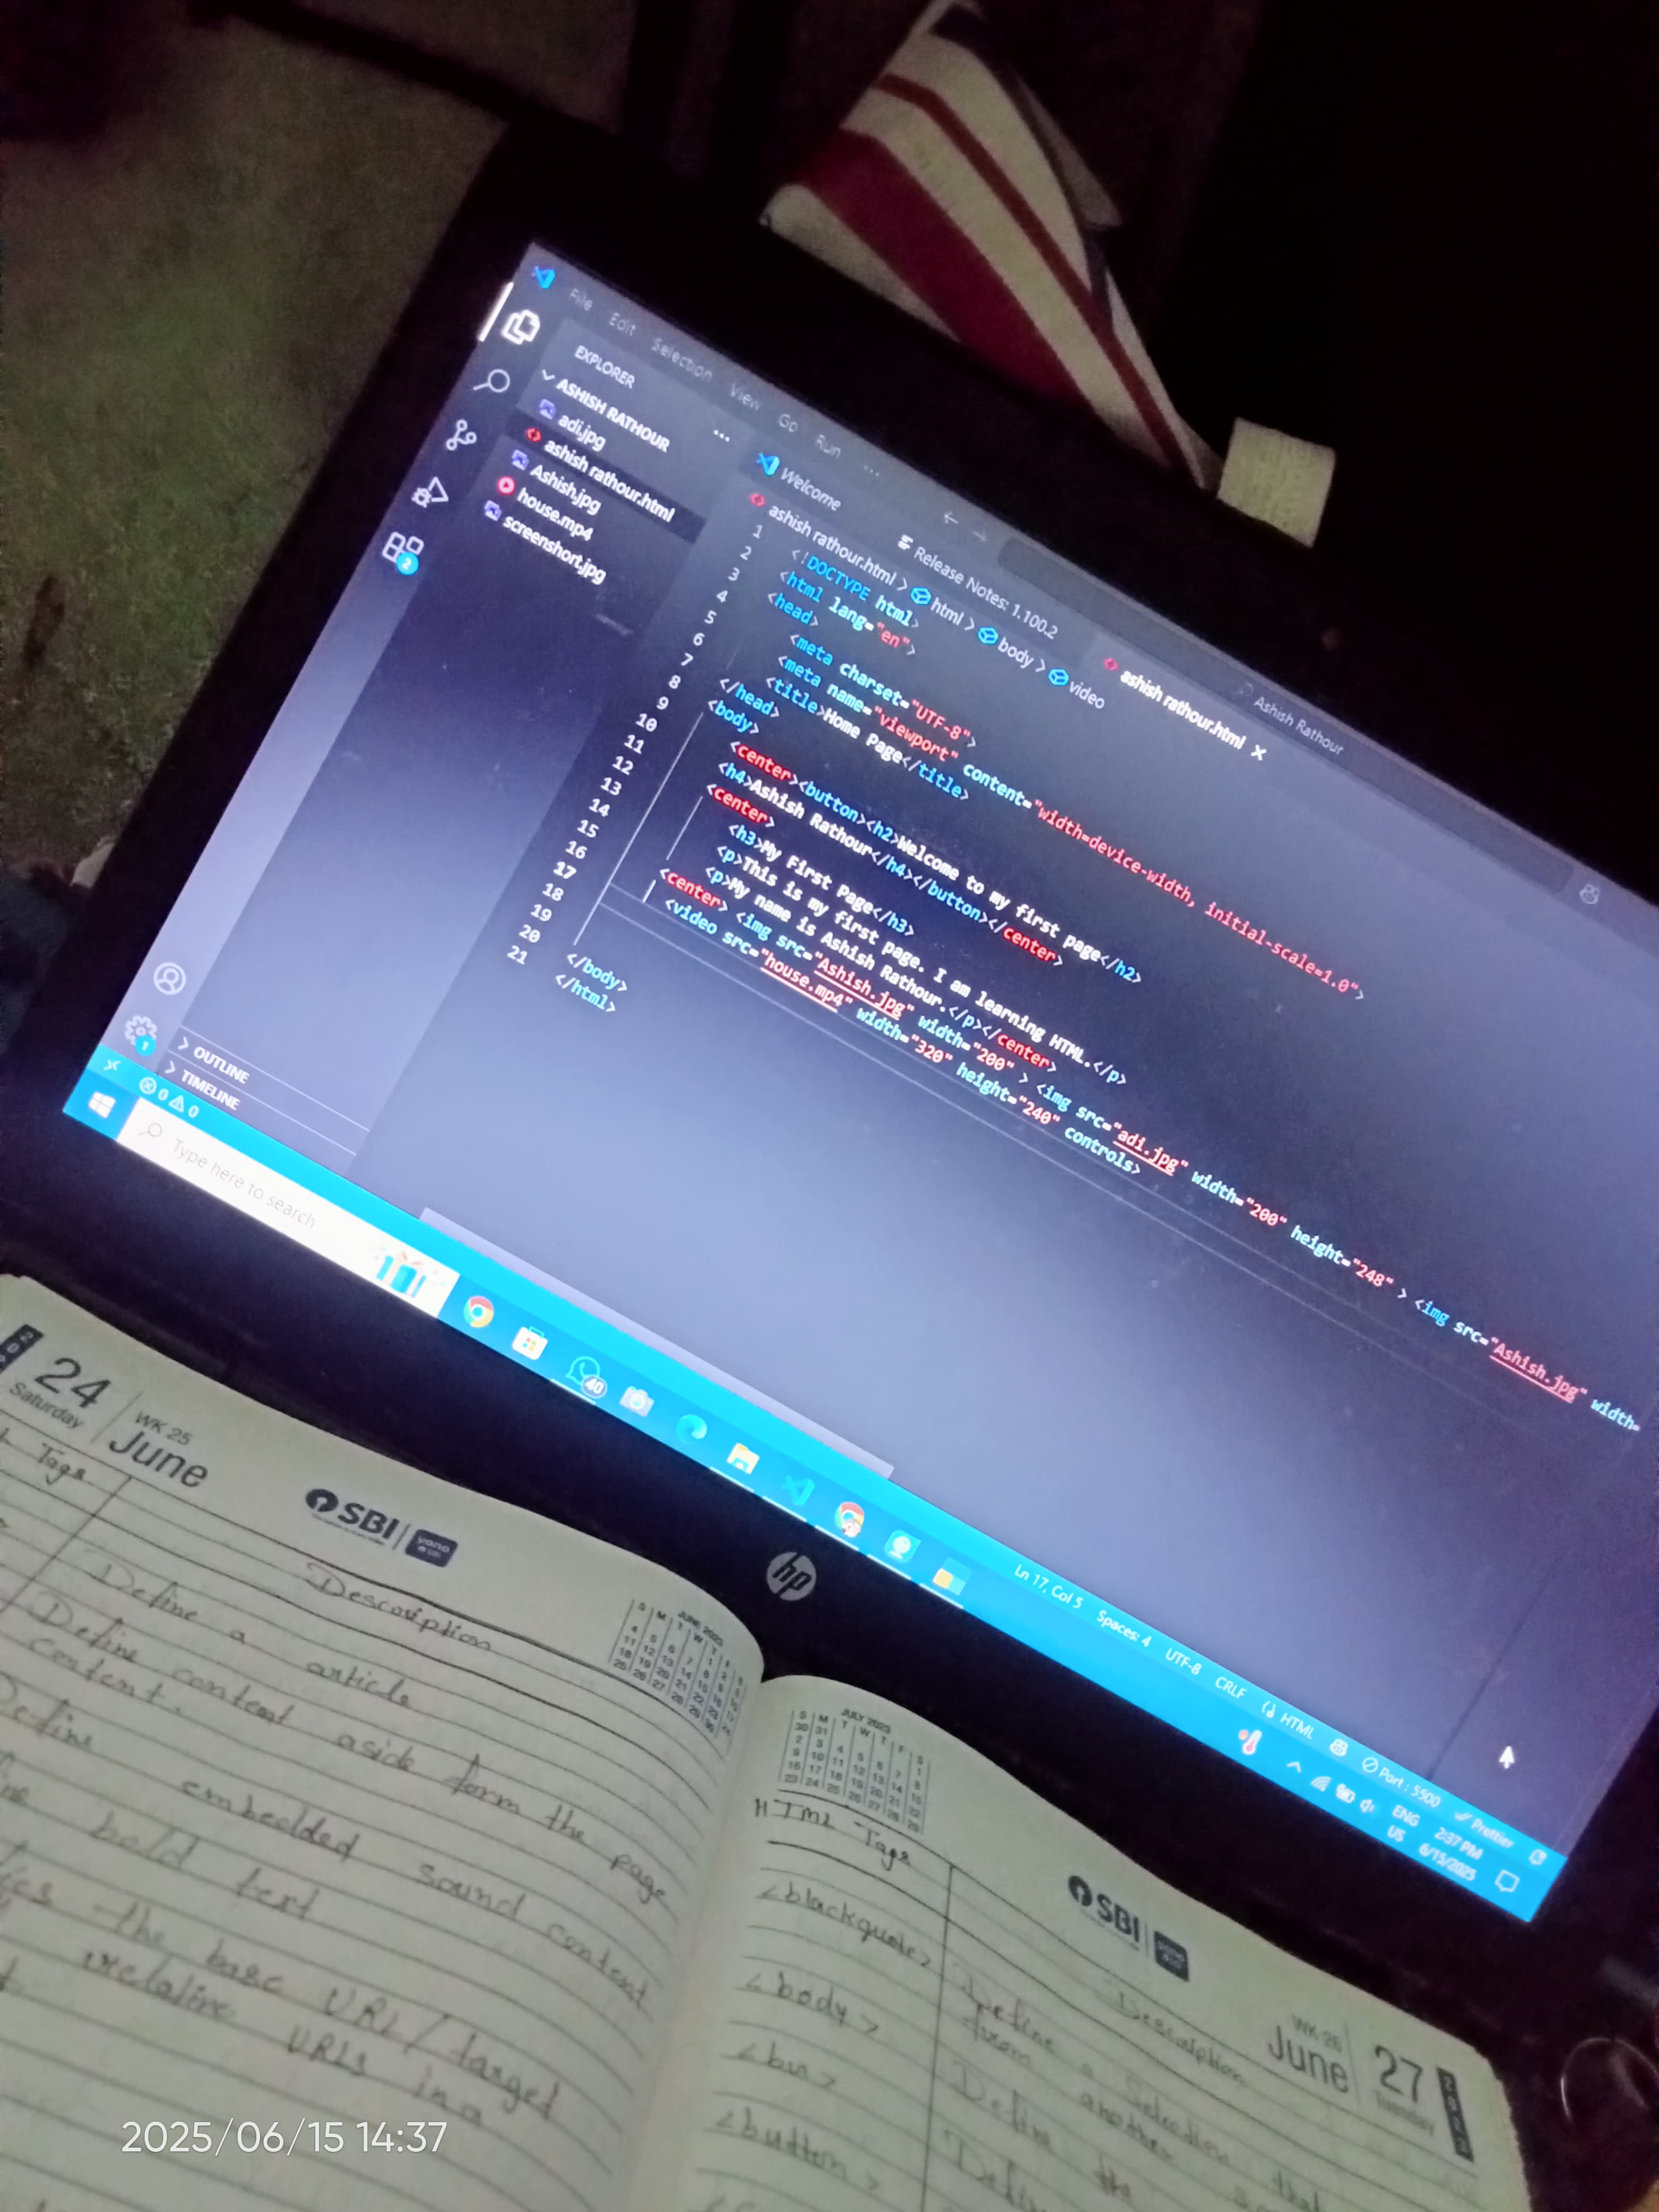 File Edit Selection View Go Run ...
Ashish Rathour
EXPLORER ...
ASHISH RATHOUR
adi.jpg
ashish rathour.html
Ashish.jpg
house.mp4
screenshort.jpg
OUTLINE
TIMELINE
Welcome
Release Notes: 1.100.2
ashish rathour.html ×
ashish rathour.html > html > body > video
1 <!DOCTYPE html>
2 <html lang="en">
3 <head>
4 <meta charset="UTF-8">
5 <meta name="viewport" content="width=device-width, initial-scale=1.0">
6 <title>Home Page</title>
7 </head>
8 <body>
9 <center><button><h2>Welcome to my first page</h2>
10 <h4>Ashish Rathour</h4></button></center>
11 <center>
12 <h3>My First Page</h3>
13 <p>This is my first page. I am learning HTML.</p>
14 <p>My name is Ashish Rathour.</p></center>
15 <center> <img src="Ashish.jpg" width="200" > <img src="adi.jpg" width="200" height="248" > <img src="Ashish.jpg" width=
16 <video src="house.mp4" width="320" height="240" controls>
17
18
19
20 </body>
21 </html>
0 0
Ln 17, Col 5 Spaces: 4 UTF-8 CRLF {} HTML Port : 5500 Prettier
Type here to search
40
ENG
US
2:37 PM
6/15/2025
hp
24
Saturday
WK 25
June
SBI
yono
JUNE 2023
Tags
Description
Define a article
Define content aside form the page
content.
Define embedded sound content
bold text
the base URL/target
relative URLs in a
JULY 2023
SBI
WK 26
June
27
Tuesday
HTML Tags
Description
<blackquote>
Define a Selection that
from another
<body>
Define the
<bu>
<button>
Define
2025/06/15 14:37